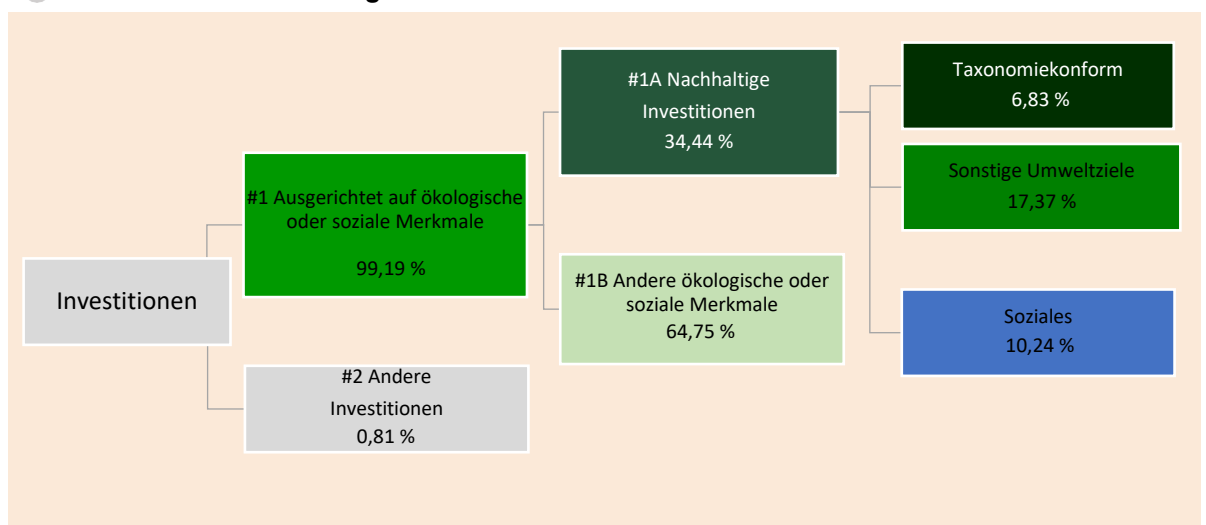 #1A Nachhaltige
Investitionen
34,44 %
Taxonomiekonform
6,83 %
Sonstige Umweltziele
17,37 %
#1 Ausgerichtet auf ökologische
oder soziale Merkmale
99,19 %
Investitionen
#1B Andere ökologische oder
soziale Merkmale
64,75 %
Soziales
10,24 %
#2 Andere
Investitionen
0,81 %